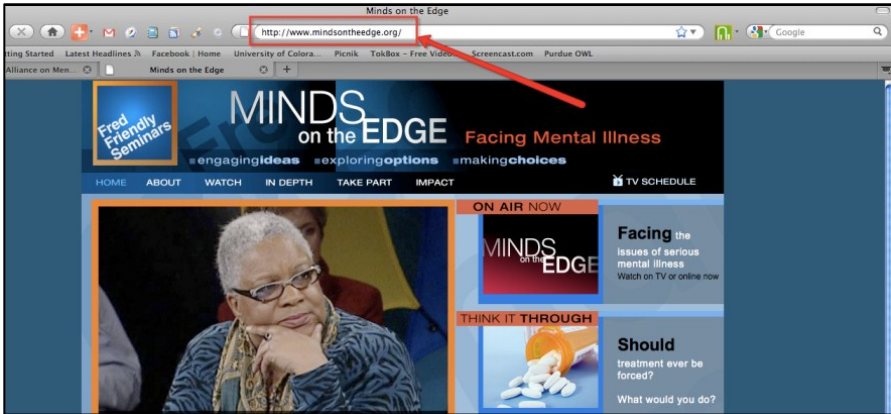 Minds on the Edge
http://www.mindsontheedge.org/
Google
tting Started Latest Headlines Facebook | Home University of Colora... Picnik TokBox - Free Video Screencast.com Purdue OWL
Alliance on Men... Minds on the Edge
Fred
Friendly
Seminars
MINDS
on the EDGE Facing Mental Illness
engagingideas exploringoptions makingchoices
HOME ABOUT WATCH IN DEPTH TAKE PART IMPACT TV SCHEDULE
ON AIR NOW
MINDS
on the EDGE
Facing the
issues of serious
mental illness
Watch on TV or online now
THINK IT THROUGH
Should
treatment ever be
forced?
What would you do?